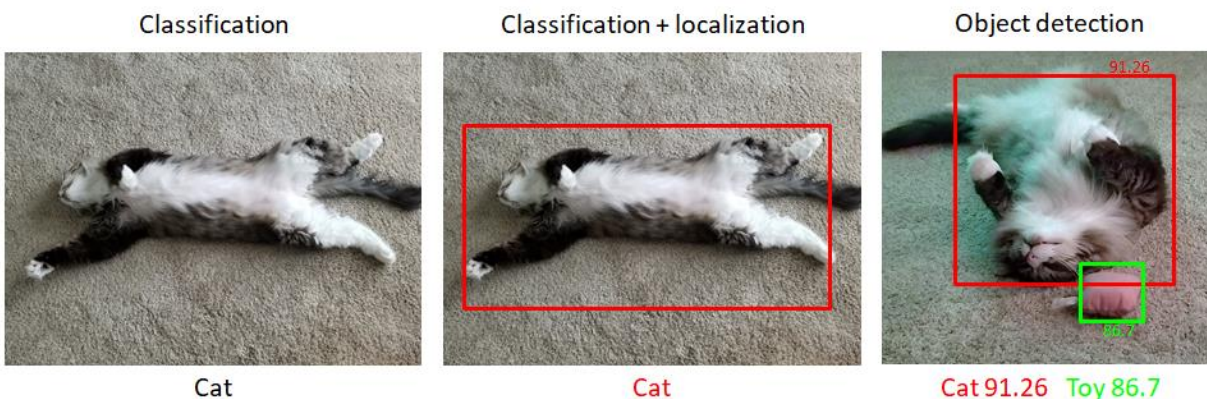 Classification
Classification + localization
Object detection
91.26
86.7
Cat
Cat
Cat 91.26 Toy 86.7